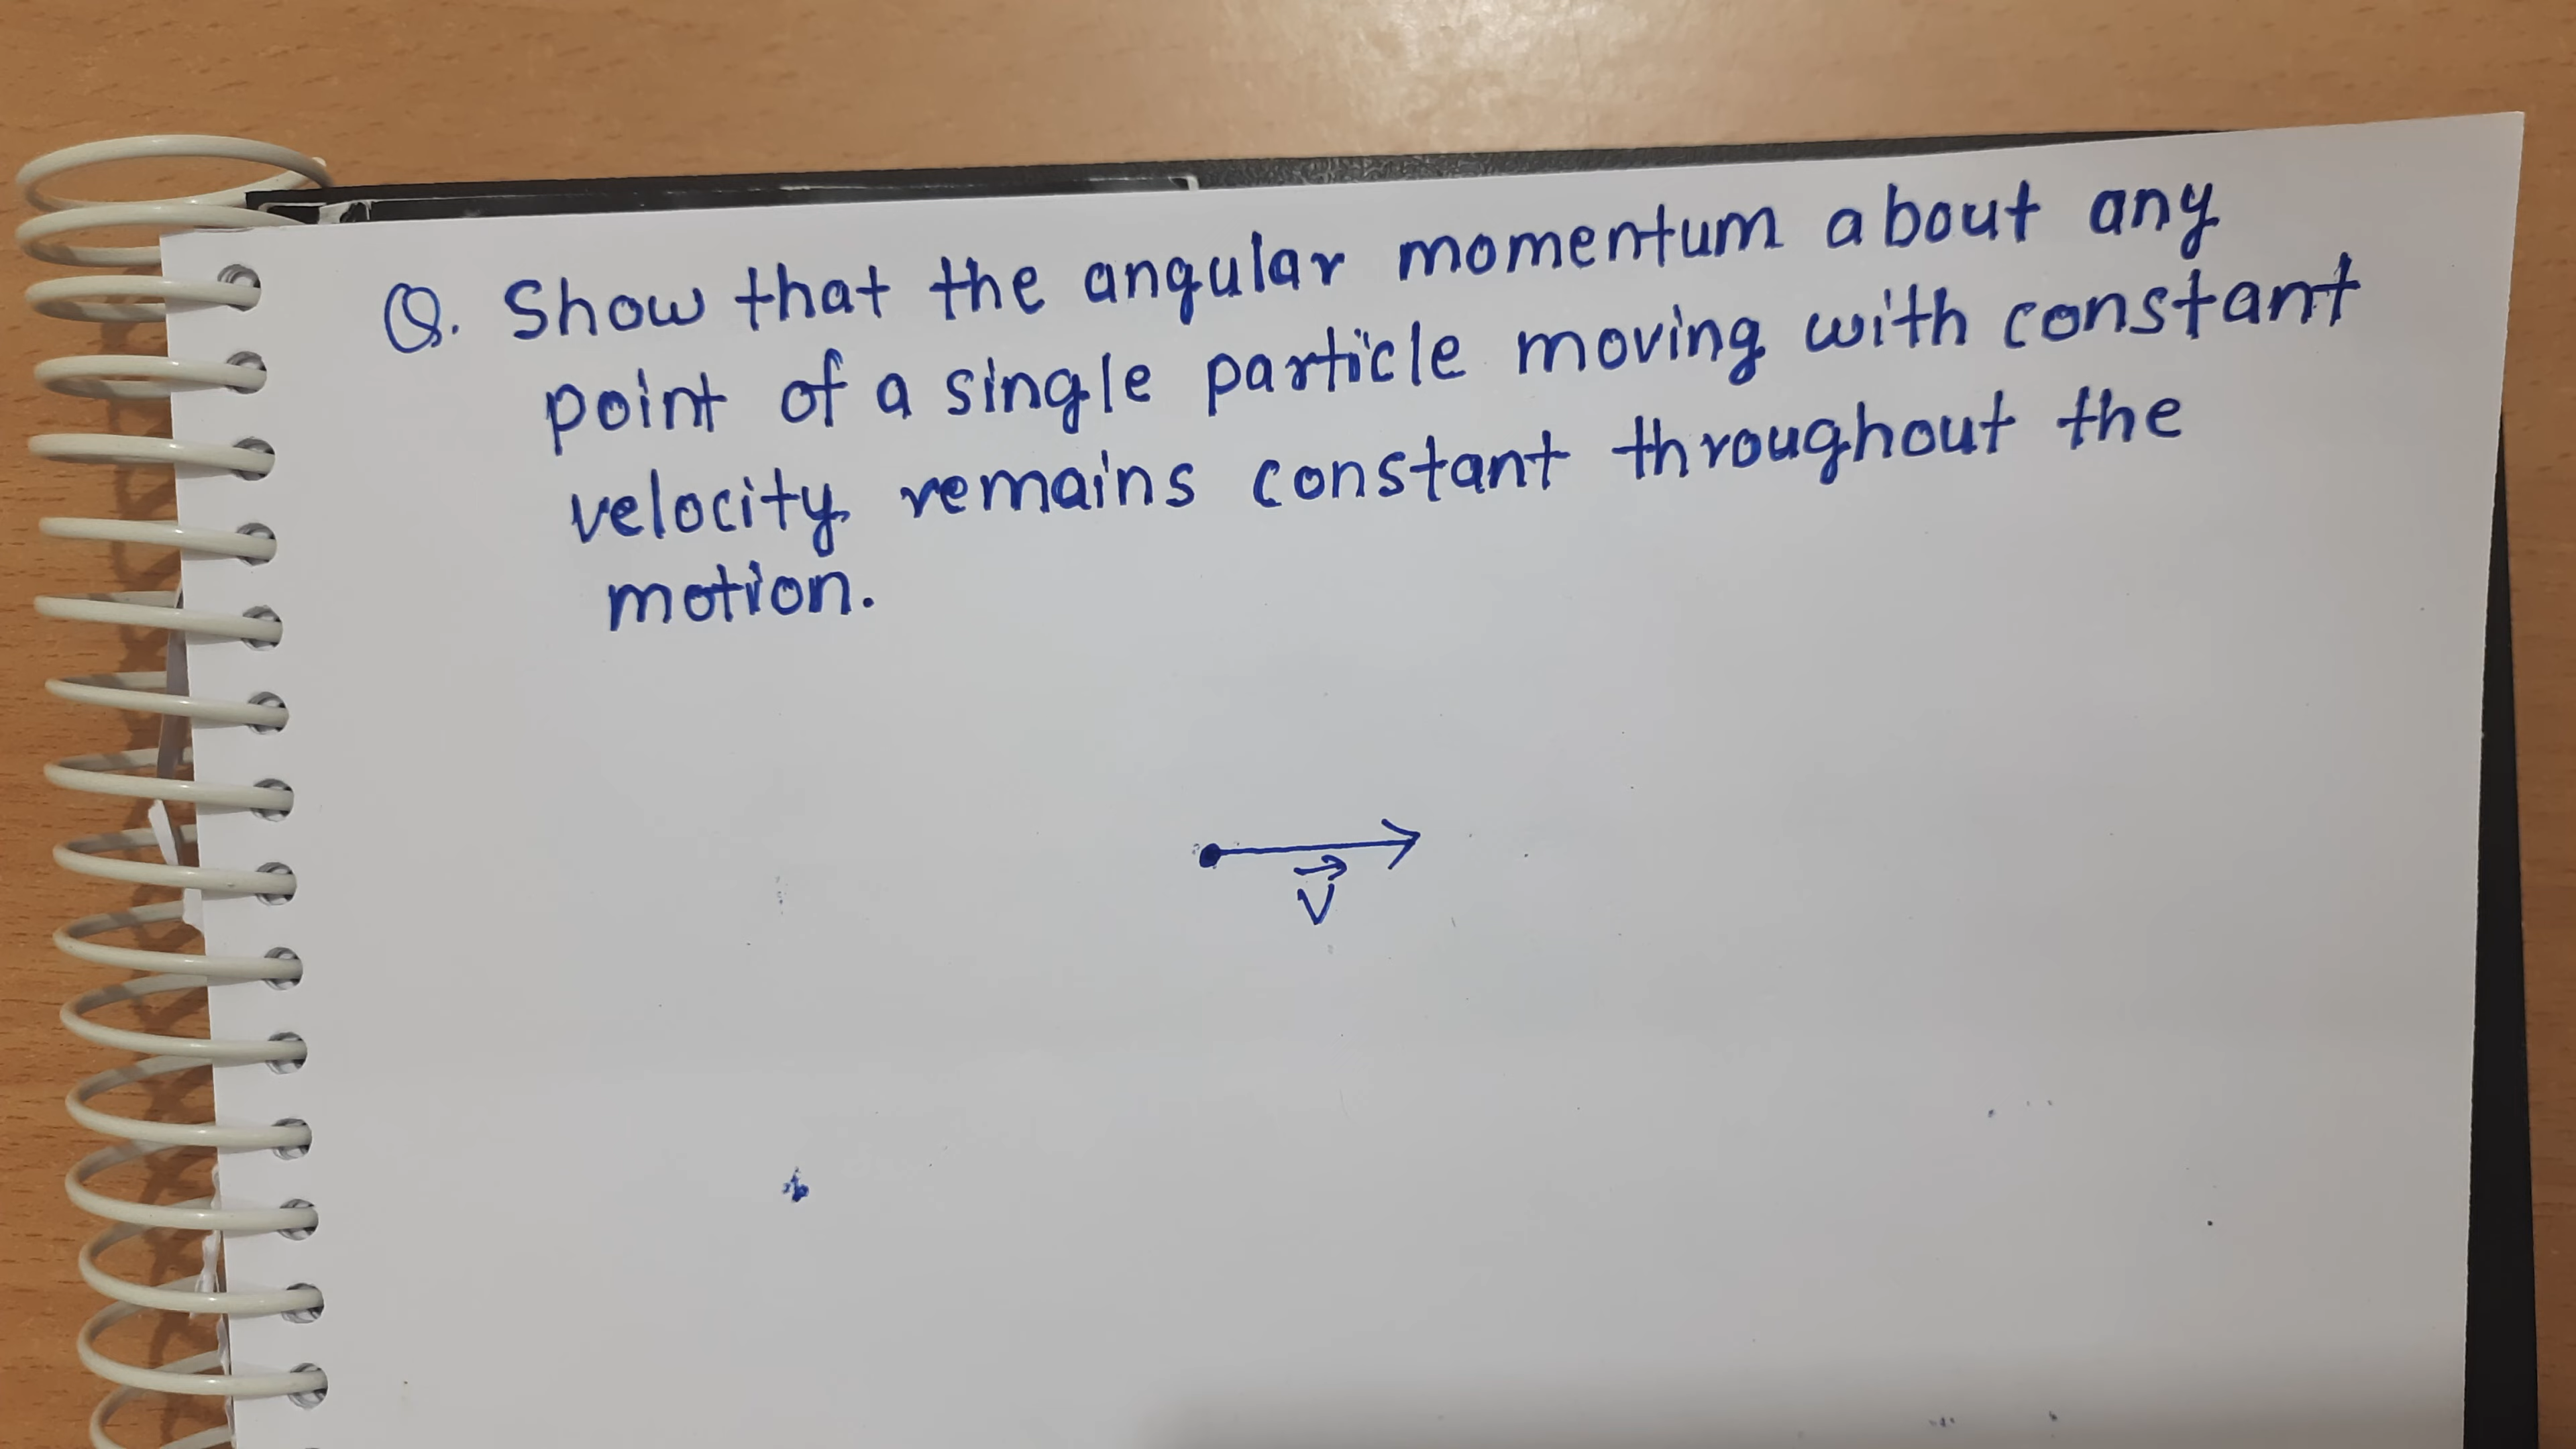 Q. Show that the angular momentum about any
point of a single particle moving with constant
velocity remains constant throughout the
motion.
V